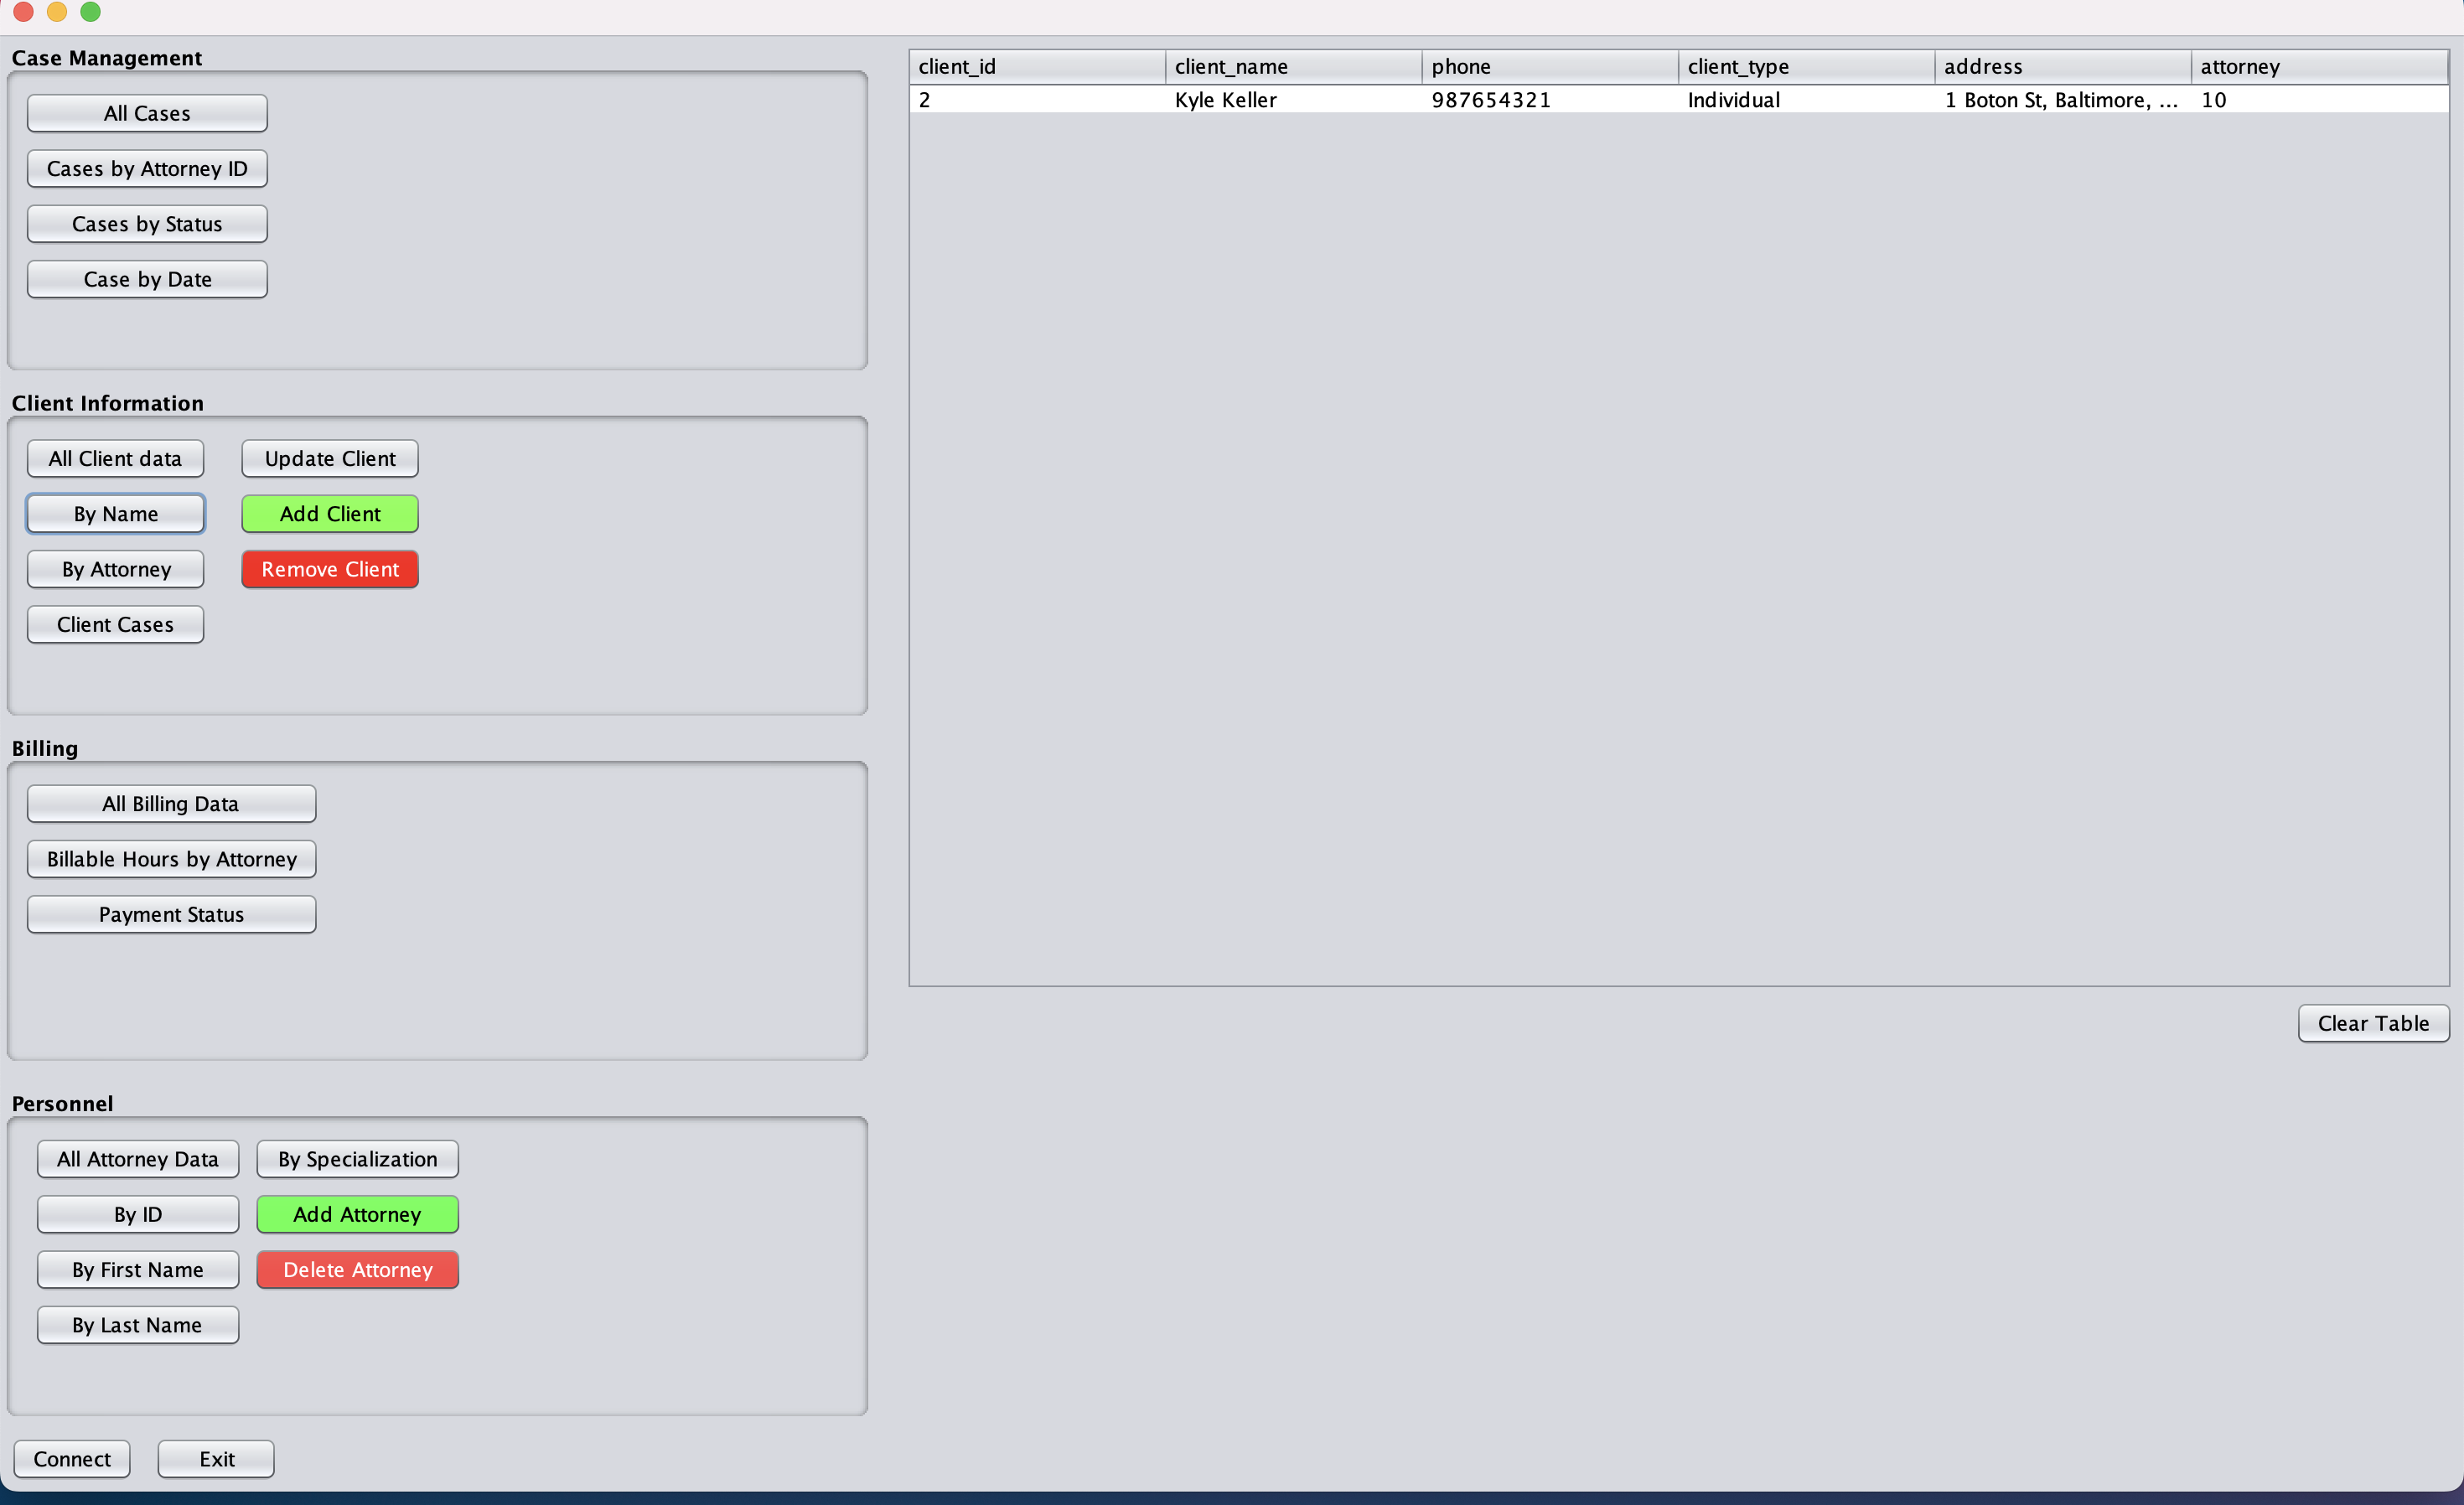 Case Management
All Cases
Cases by Attorney ID
Cases by Status
Case by Date
Client Information
All Client data
Update Client
By Name
Add Client
By Attorney
Remove Client
Client Cases
Billing
All Billing Data
Billable Hours by Attorney
Payment Status
Personnel
All Attorney Data
By Specialization
By ID
Add Attorney
By First Name
Delete Attorney
By Last Name
Connect
Exit
client_id client_name phone client_type address attorney
2 Kyle Keller 987654321 Individual 1 Boton St, Baltimore, ... 10
Clear Table